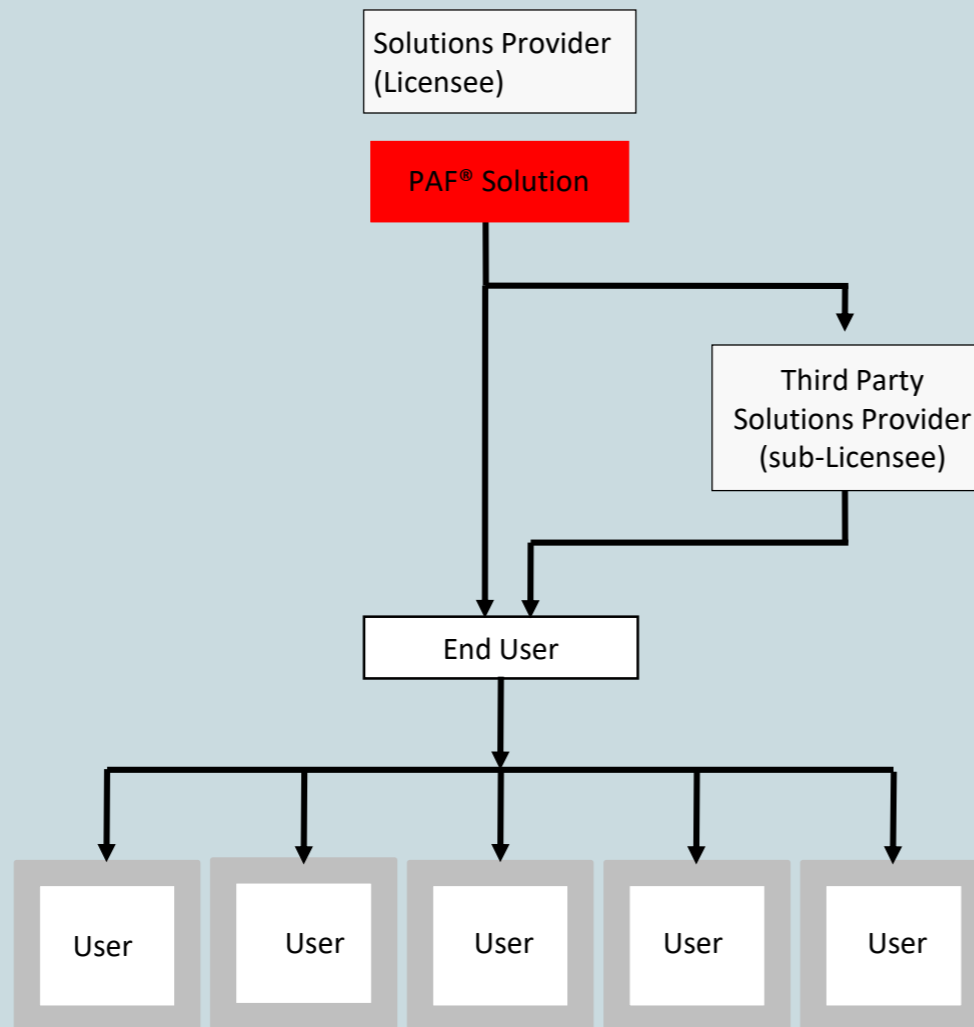 Solutions Provider
(Licensee)
PAF® Solution
Third Party
Solutions Provider
(sub-Licensee)
End User
User
User
User
User
User